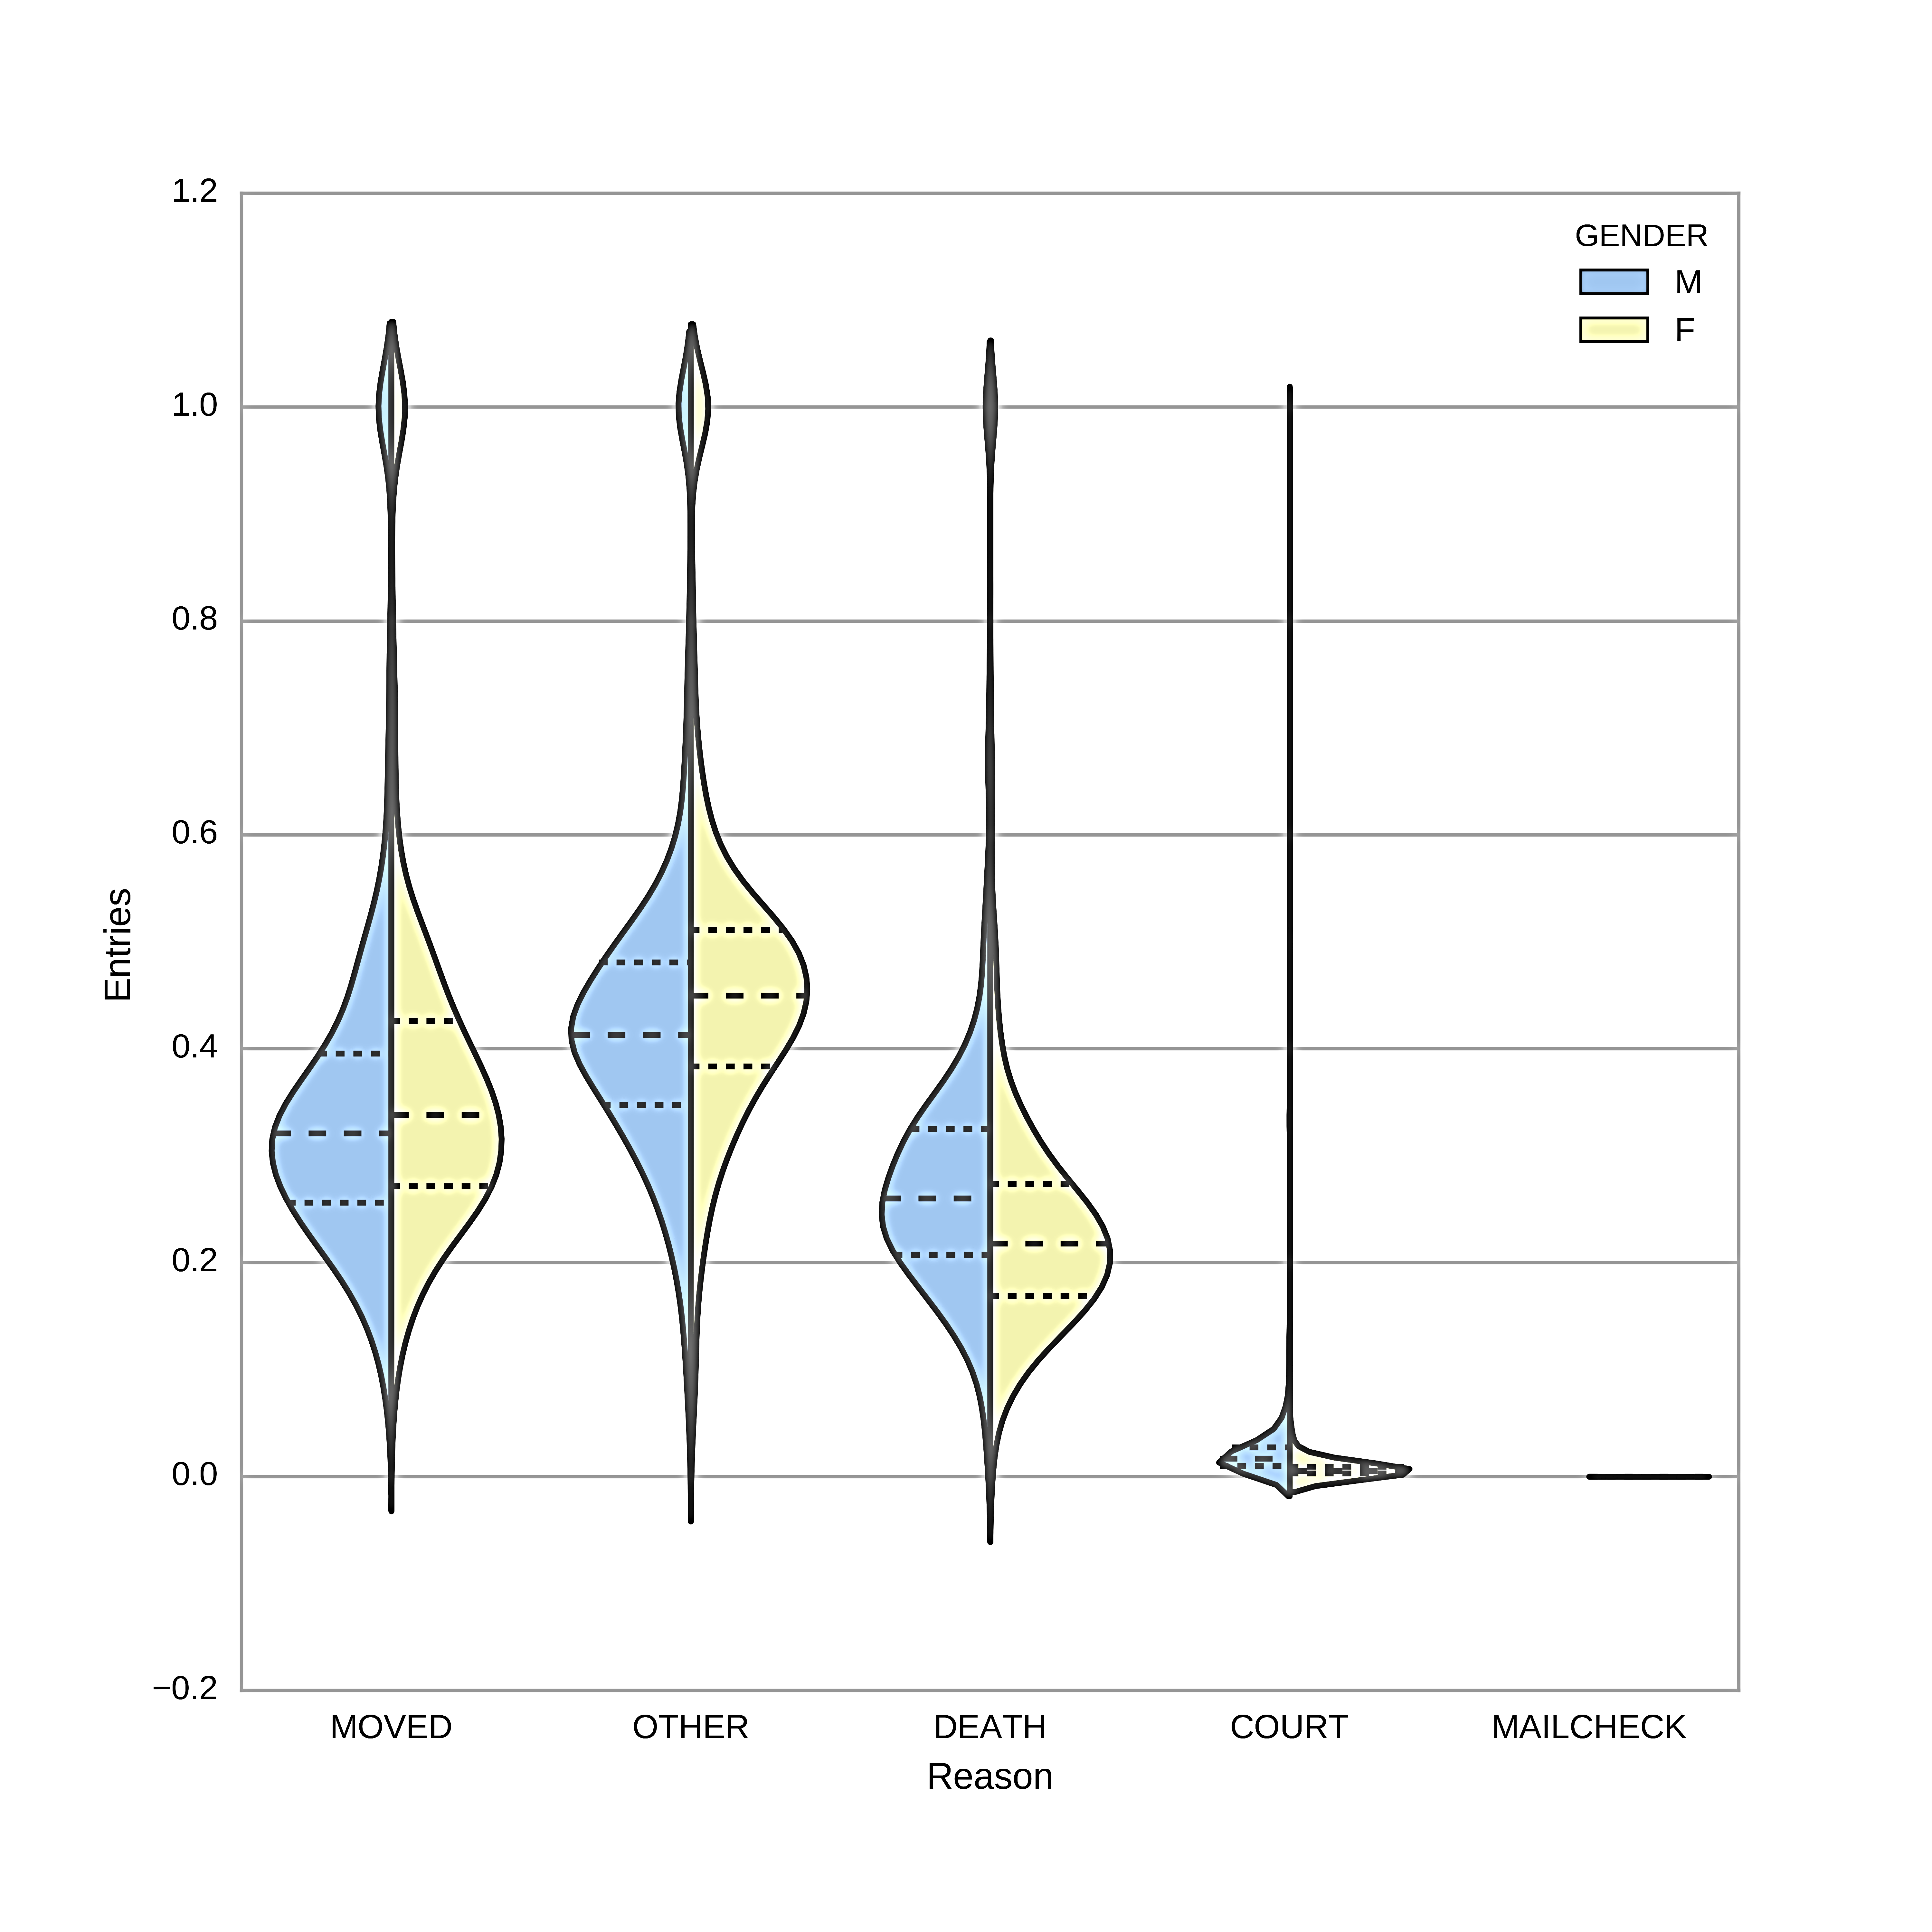 1.2
GENDER
M
F
1.0
0.8
0.6
Entries
0.4
0.2
0.0
−0.2
MOVED OTHER DEATH COURT MAILCHECK
Reason